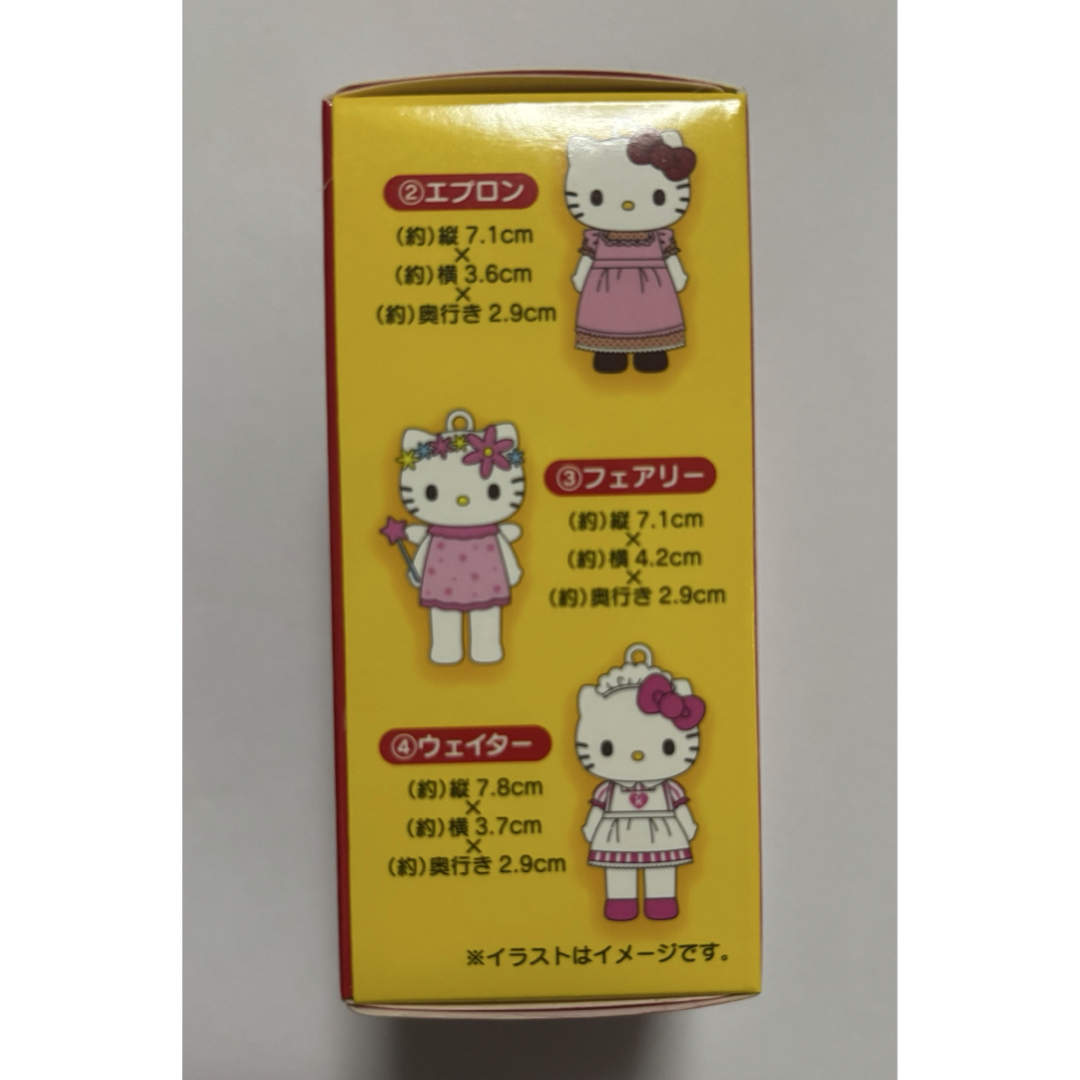 ②エプロン
(約)縦 7.1cm
×
(約)横 3.6cm
×
(約)奥行き 2.9cm
③フェアリー
(約)縦 7.1cm
×
(約)横 4.2cm
×
(約)奥行き 2.9cm
④ウェイター
(約)縦 7.8cm
×
(約)横 3.7cm
×
(約)奥行き 2.9cm
※イラストはイメージです。